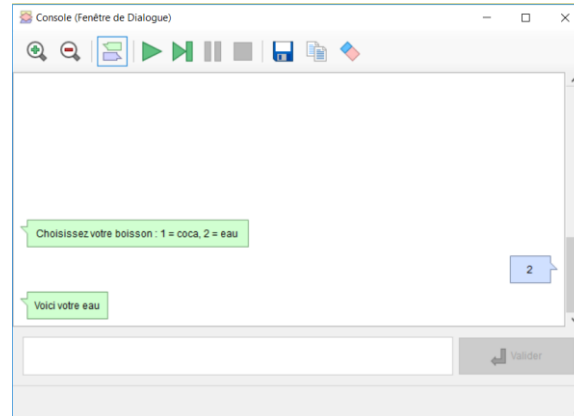 Console (Fenêtre de Dialogue)
Choisissez votre boisson : 1 = coca, 2 = eau
2
Voici votre eau
Valider